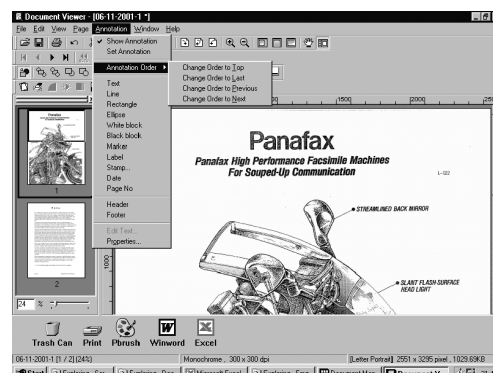 Document Viewer - [06-11-2001-1 *]
File Edit View Page Annotation Window Help
Show Annotation
Set Annotation
Annotation Order
Change Order to Top
Change Order to Last
Change Order to Previous
Change Order to Next
Text
Line
Rectangle
Ellipse
White block
Black block
Marker
Label
Stamp...
Date
Page No
Header
Footer
Edit Text...
Properties...
1500
2000
1000
Panafax
Panafax High Performance Facsimile Machines
For Souped-Up Communication
STREAMLINED BACK MIRROR
SLANT FLASH-SURFACE
HEAD LIGHT
Panafax
1
2
24 %
Trash Can Print Pbrush Winword Excel
06-11-2001-1 [1 / 2] (24%) Monochrome , 300 x 300 dpi [Letter Portrait] 2551 x 3295 pixel , 1029.69KB
Start